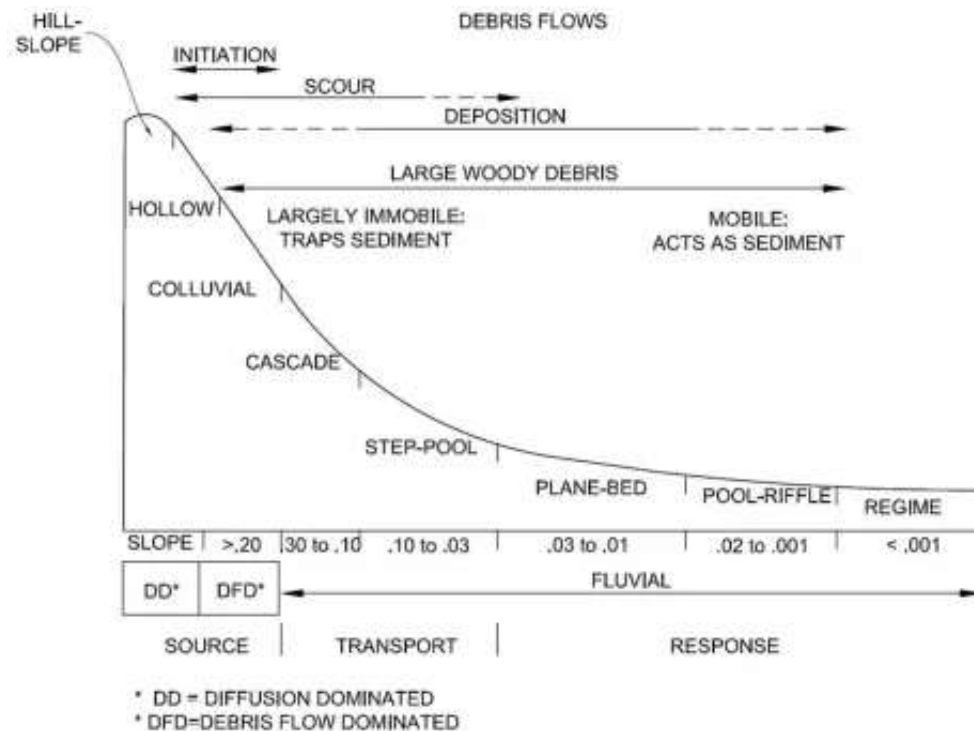 HILL-
SLOPE
DEBRIS FLOWS
INITIATION
SCOUR
DEPOSITION
LARGE WOODY DEBRIS
HOLLOW
LARGELY IMMOBILE:
TRAPS SEDIMENT
MOBILE:
ACTS AS SEDIMENT
COLLUVIAL
CASCADE
STEP-POOL
PLANE-BED
POOL-RIFFLE
REGIME
SLOPE >.20 .30 to .10 .10 to .03 .03 to .01 .02 to .001 < .001
DD* DFD* FLUVIAL
SOURCE TRANSPORT RESPONSE
* DD = DIFFUSION DOMINATED
* DFD=DEBRIS FLOW DOMINATED